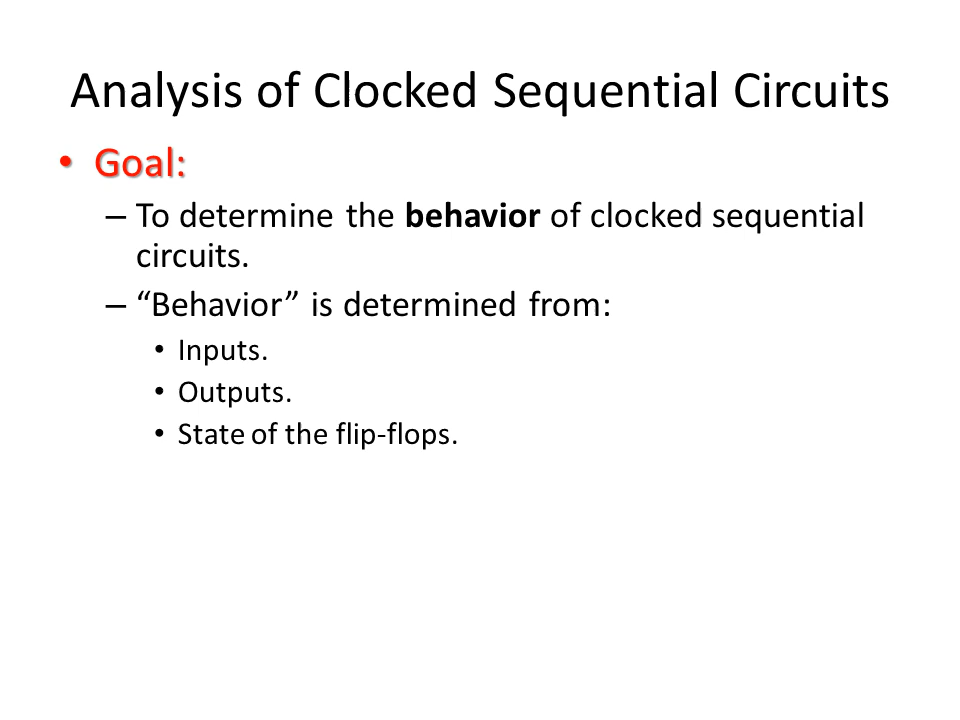 Analysis of Clocked Sequential Circuits
• Goal:
– To determine the behavior of clocked sequential
circuits.
– “Behavior” is determined from:
• Inputs.
• Outputs.
• State of the flip-flops.